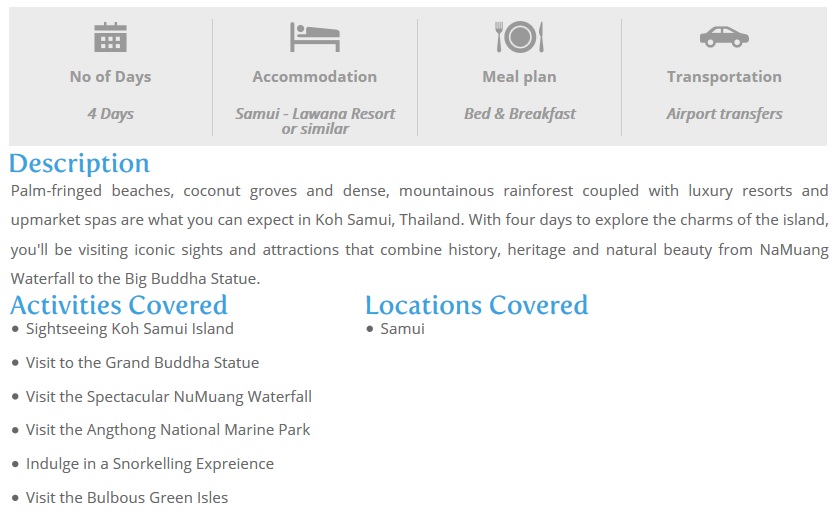 No of Days
Accommodation
Meal plan
Transportation
4 Days
Samui - Lawana Resort
or similar
Bed & Breakfast
Airport transfers
Description
Palm-fringed beaches, coconut groves and dense, mountainous rainforest coupled with luxury resorts and
upmarket spas are what you can expect in Koh Samui, Thailand. With four days to explore the charms of the island,
you'll be visiting iconic sights and attractions that combine history, heritage and natural beauty from NaMuang
Waterfall to the Big Buddha Statue.
Activities Covered
• Sightseeing Koh Samui Island
• Visit to the Grand Buddha Statue
• Visit the Spectacular NuMuang Waterfall
• Visit the Angthong National Marine Park
• Indulge in a Snorkelling Expreience
• Visit the Bulbous Green Isles
Locations Covered
• Samui